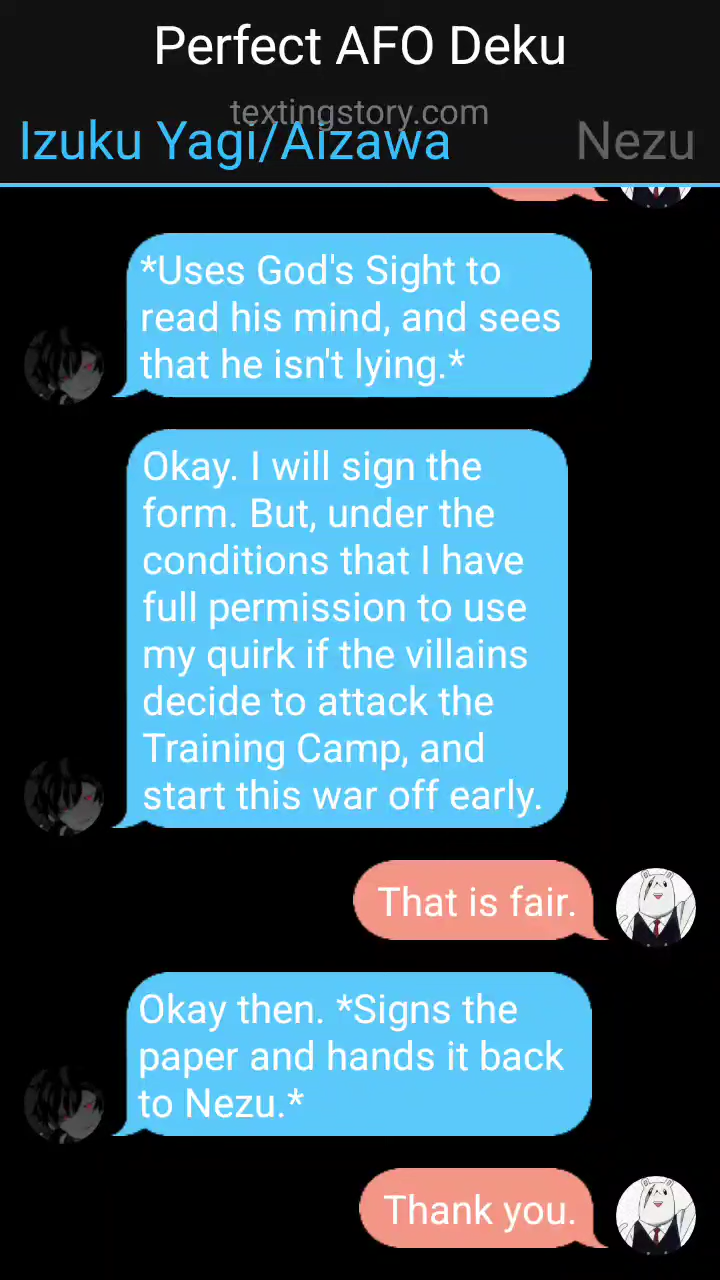 Perfect AFO Deku
textingstory.com
Izuku Yagi/Aizawa
Nezu
*Uses God's Sight to
read his mind, and sees
that he isn't lying.*
Okay. I will sign the
form. But, under the
conditions that I have
full permission to use
my quirk if the villains
decide to attack the
Training Camp, and
start this war off early.
That is fair.
Okay then. *Signs the
paper and hands it back
to Nezu.*
Thank you.